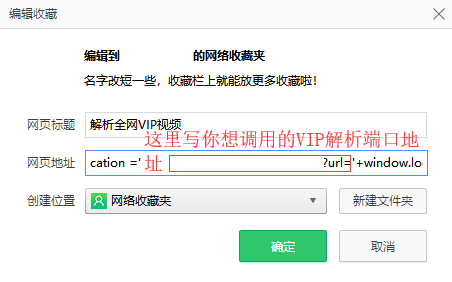 编辑收藏
编辑到 的网络收藏夹
名字改短一些，收藏栏上就能放更多收藏啦！
网页标题 解析全网VIP视频
这里写你想调用的VIP解析端口地
址
网页地址 cation =' ?url='+window.loc
创建位置 网络收藏夹 新建文件夹
确定 取消